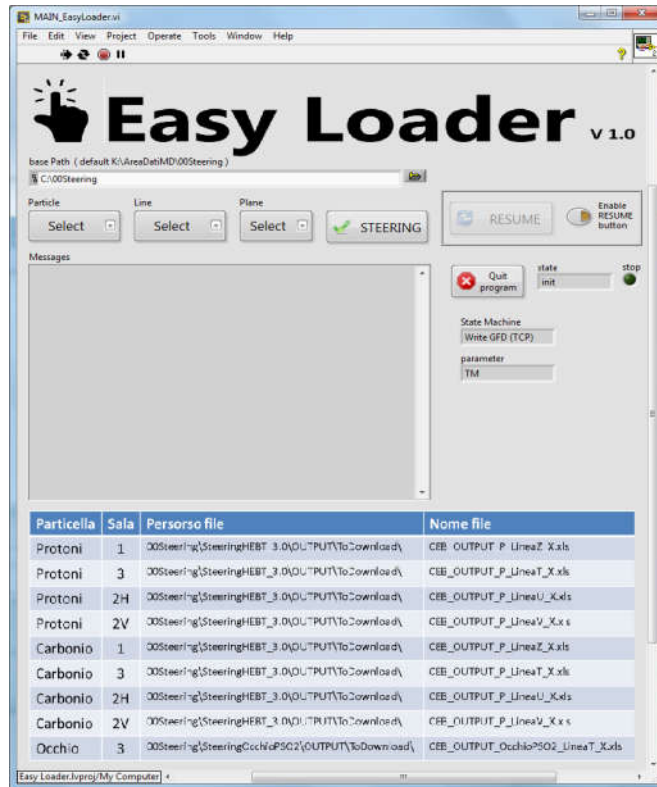 MAIN_EasyLoader.vi
File Edit View Project Operate Tools Window Help
Easy Loader V 1.0
base Path ( default K:\AreaDatiMD\00Steering )
C:\00Steering
Particle Line Plane
Select Select Select STEERING
RESUME Enable RESUME button
Messages
Quit program
state
init
stop
State Machine
Write GFD (TCP)
parameter
TM
Particella Sala Persorso file Nome file
Protoni 1 00Steering\SteeringHEBT_3.0\OUTPUT\ToDownload\ CEB_OUTPUT_P_LineaZ_X.xls
Protoni 3 00Steering\SteeringHEBT_3.0\OUTPUT\ToDownload\ CEB_OUTPUT_P_LineaT_X.xls
Protoni 2H 00Steering\SteeringHEBT_3.0\OUTPUT\ToDownload\ CEB_OUTPUT_P_LineaU_X.xls
Protoni 2V 00Steering\SteeringHEBT_3.0\OUTPUT\ToDownload\ CEB_OUTPUT_P_LineaV_X.xls
Carbonio 1 00Steering\SteeringHEBT_3.0\OUTPUT\ToDownload\ CEB_OUTPUT_P_LineaZ_X.xls
Carbonio 3 00Steering\SteeringHEBT_3.0\OUTPUT\ToDownload\ CEB_OUTPUT_P_LineaT_X.xls
Carbonio 2H 00Steering\SteeringHEBT_3.0\OUTPUT\ToDownload\ CEB_OUTPUT_P_LineaU_X.xls
Carbonio 2V 00Steering\SteeringHEBT_3.0\OUTPUT\ToDownload\ CEB_OUTPUT_P_LineaV_X.xls
Occhio 3 00Steering\SteeringOcchioPSO2\OUTPUT\ToDownload\ CEB_OUTPUT_OcchioPSO2_LineaT_X.xls
Easy Loader.lvproj/My Computer